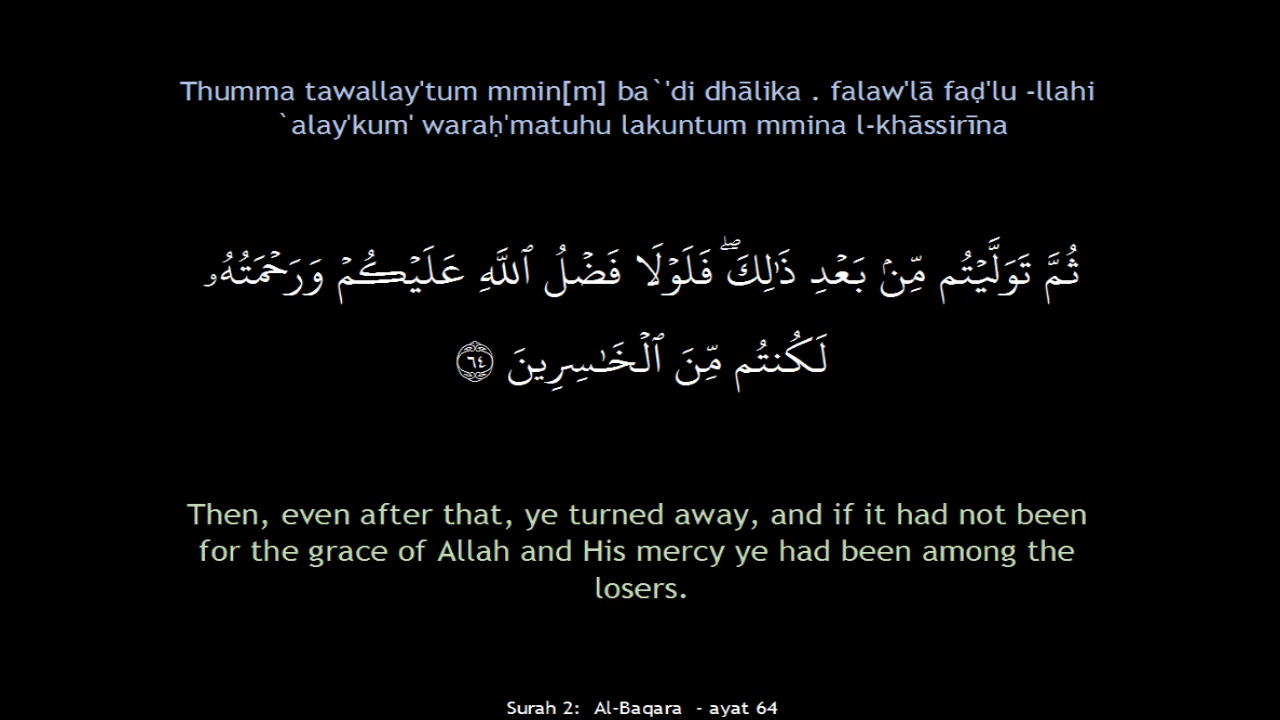 Thumma tawallay'tum mmin[m] ba`'di dhālika . falaw'lā faḍ'lu -llahi
`alay'kum' waraḥ'matuhu lakuntum mmina l-khāssirīna
ثُمَّ تَوَلَّيۡتُم مِّنۢ بَعۡدِ ذَٰلِكَۖ فَلَوۡلَا فَضۡلُ ٱللَّهِ عَلَيۡكُمۡ وَرَحۡمَتُهُۥ
لَكُنتُم مِّنَ ٱلۡخَٰسِرِينَ ٦٤
Then, even after that, ye turned away, and if it had not been
for the grace of Allah and His mercy ye had been among the
losers.
Surah 2: Al-Baqara - ayat 64